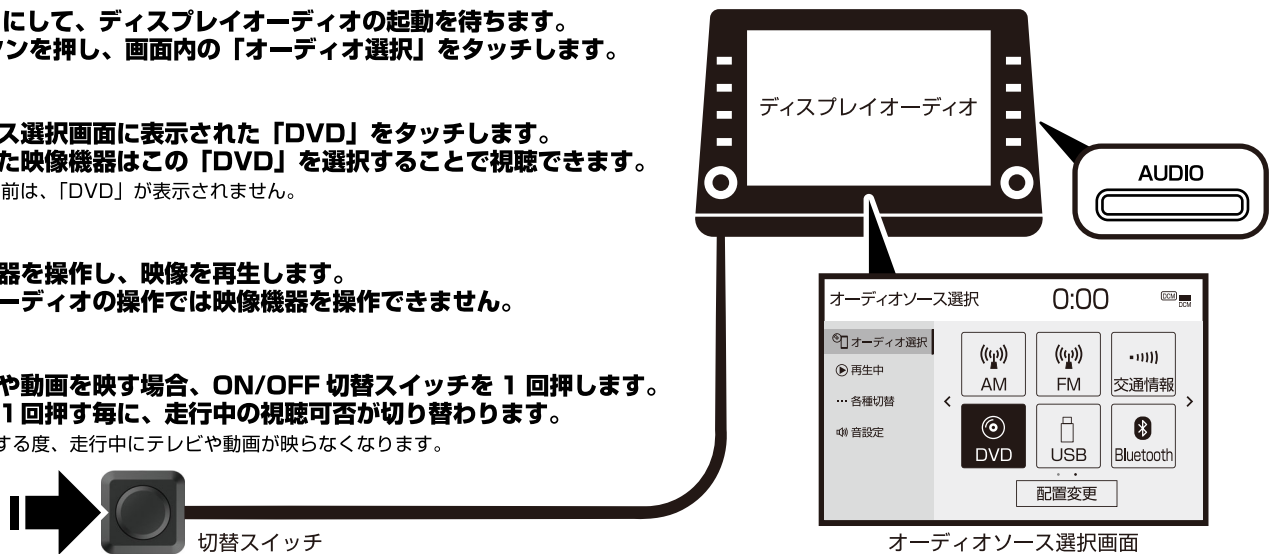 にして、ディスプレイオーディオの起動を待ちます。
ンを押し、画面内の「オーディオ選択」をタッチします。
ス選択画面に表示された「DVD」をタッチします。
た映像機器はこの「DVD」を選択することで視聴できます。
前は、「DVD」が表示されません。
器を操作し、映像を再生します。
ーディオの操作では映像機器を操作できません。
や動画を映す場合、ON/OFF 切替スイッチを 1 回押します。
1 回押す毎に、走行中の視聴可否が切り替わります。
する度、走行中にテレビや動画が映らなくなります。
切替スイッチ
ディスプレイオーディオ
AUDIO
オーディオソース選択 0:00 DCM DCM
オーディオ選択
再生中
… 各種切替
音設定
AM FM 交通情報
< >
DVD USB Bluetooth
配置変更
オーディオソース選択画面